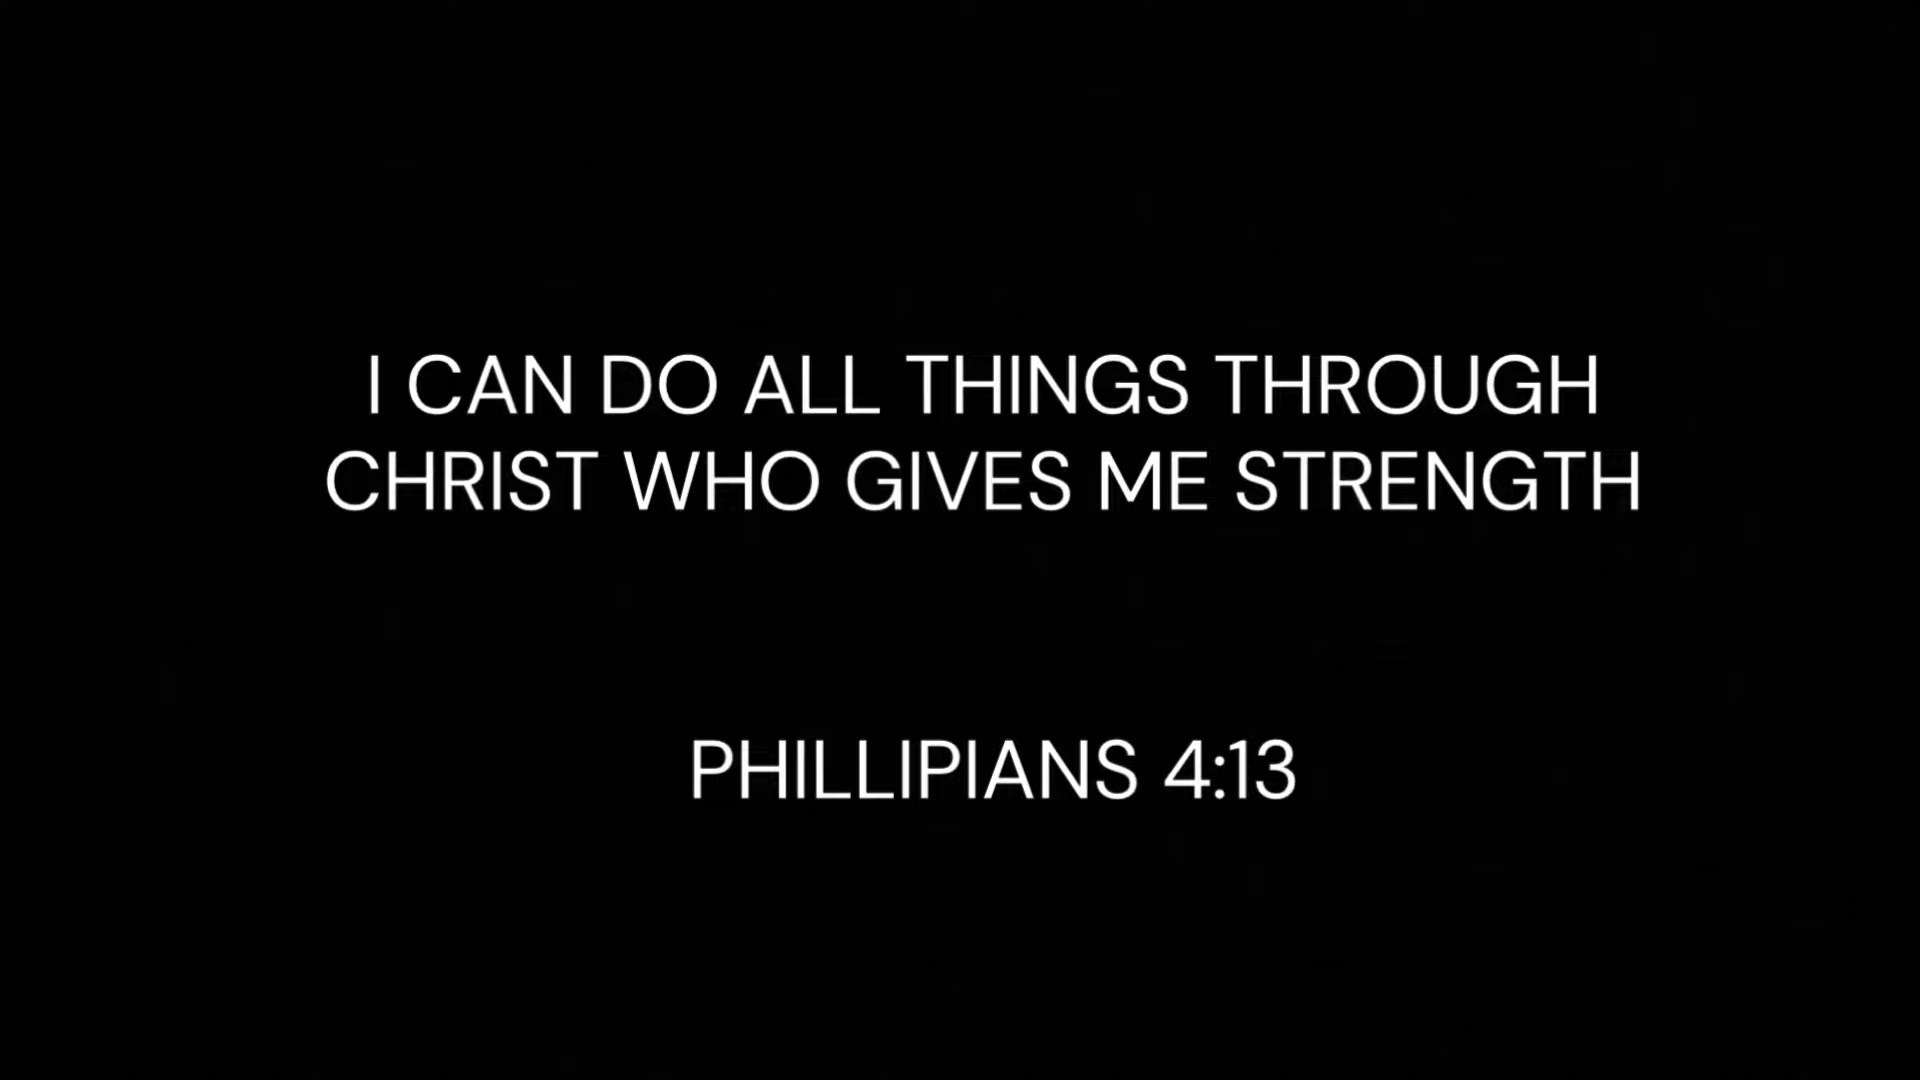 I CAN DO ALL THINGS THROUGH
CHRIST WHO GIVES ME STRENGTH
PHILLIPIANS 4:13